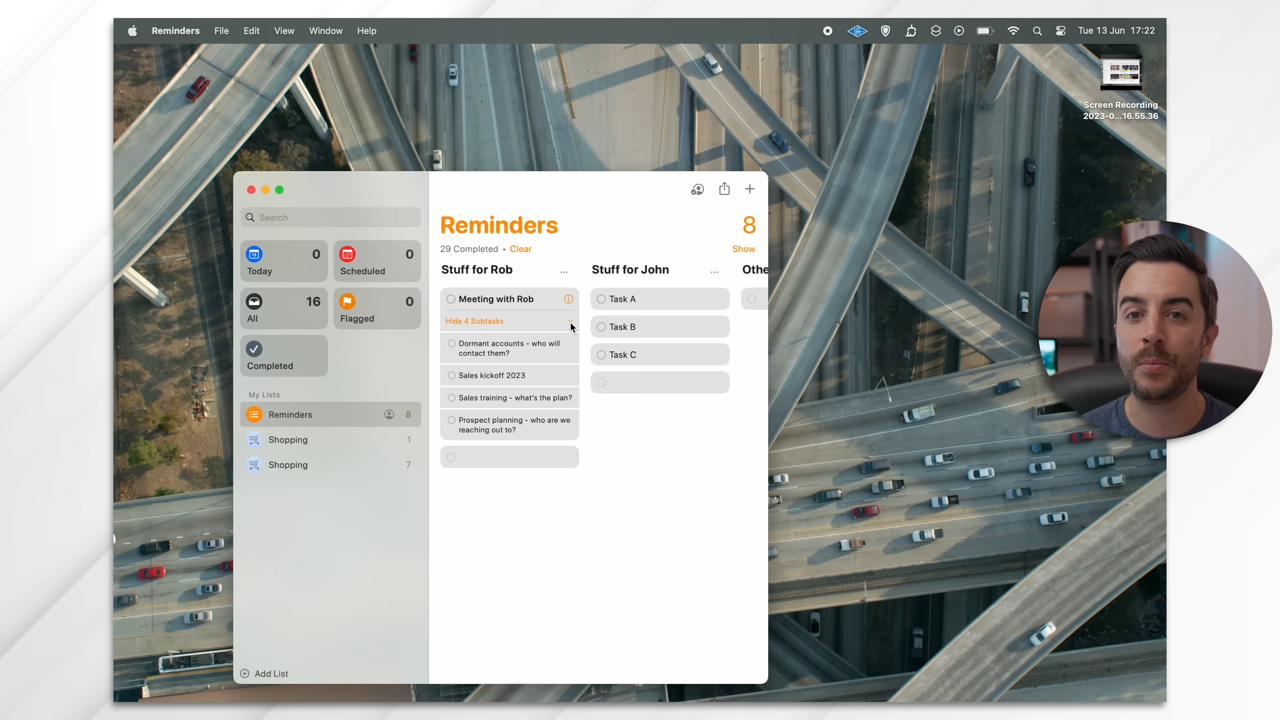 Reminders File Edit View Window Help Tue 13 Jun 17:22
Screen Recording
2023-0...16.55.36
Search
0
Today
0
Scheduled
16
All
0
Flagged
Completed
My Lists
Reminders 8
Shopping 1
Shopping 7
Add List
Reminders 8
29 Completed • Clear Show
Stuff for Rob ...
Meeting with Rob
Hide 4 Subtasks
Dormant accounts - who will
contact them?
Sales kickoff 2023
Sales training - what's the plan?
Prospect planning - who are we
reaching out to?
Stuff for John ...
Task A
Task B
Task C
Othe